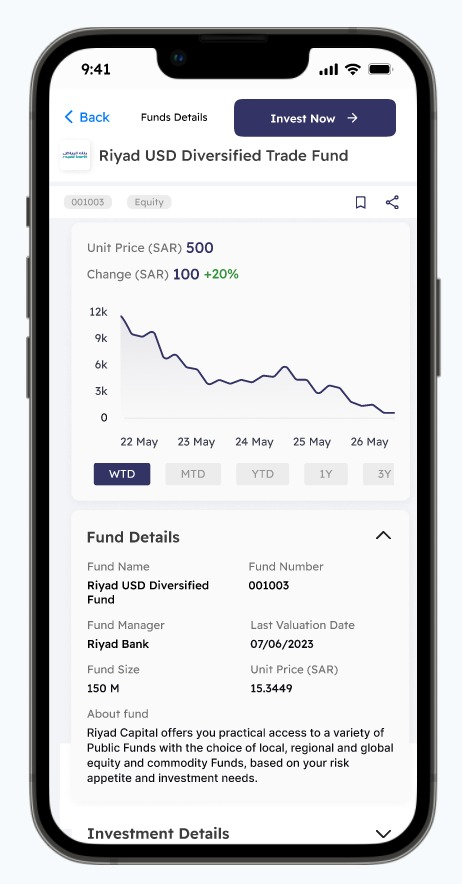 9:41
Back
Funds Details
Invest Now
Riyad USD Diversified Trade Fund
001003
Equity
Unit Price (SAR) 500
Change (SAR) 100 +20%
12k
9k
6k
3k
0
22 May 23 May 24 May 25 May 26 May
WTD MTD YTD 1Y 3Y
Fund Details
Fund Name
Fund Number
Riyad USD Diversified
Fund
001003
Fund Manager
Last Valuation Date
Riyad Bank
07/06/2023
Fund Size
Unit Price (SAR)
150 M
15.3449
About fund
Riyad Capital offers you practical access to a variety of
Public Funds with the choice of local, regional and global
equity and commodity Funds, based on your risk
appetite and investment needs.
Investment Details